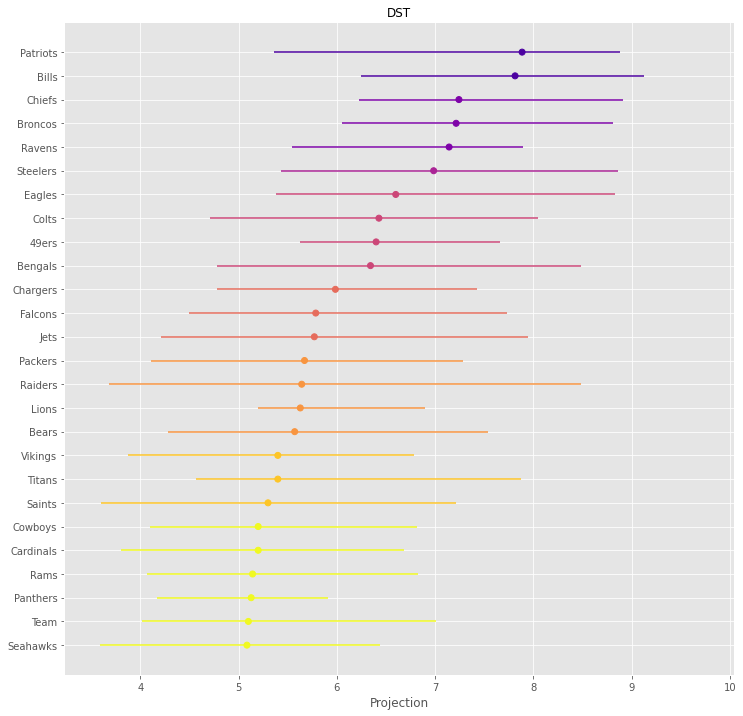 DST
Patriots
Bills
Chiefs
Broncos
Ravens
Steelers
Eagles
Colts
49ers
Bengals
Chargers
Falcons
Jets
Packers
Raiders
Lions
Bears
Vikings
Titans
Saints
Cowboys
Cardinals
Rams
Panthers
Team
Seahawks
4 5 6 7 8 9 10
Projection